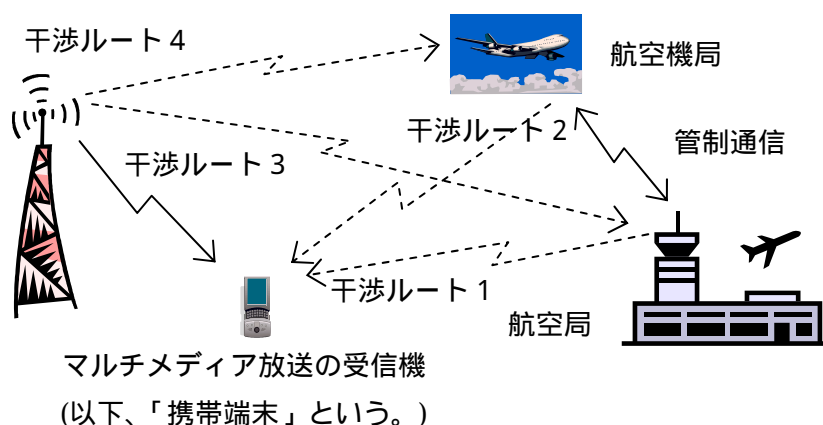 干渉ルート４
航空機局
干渉ルート２
管制通信
干渉ルート３
干渉ルート１
航空局
マルチメディア放送の受信機
(以下、｢携帯端末｣という。)